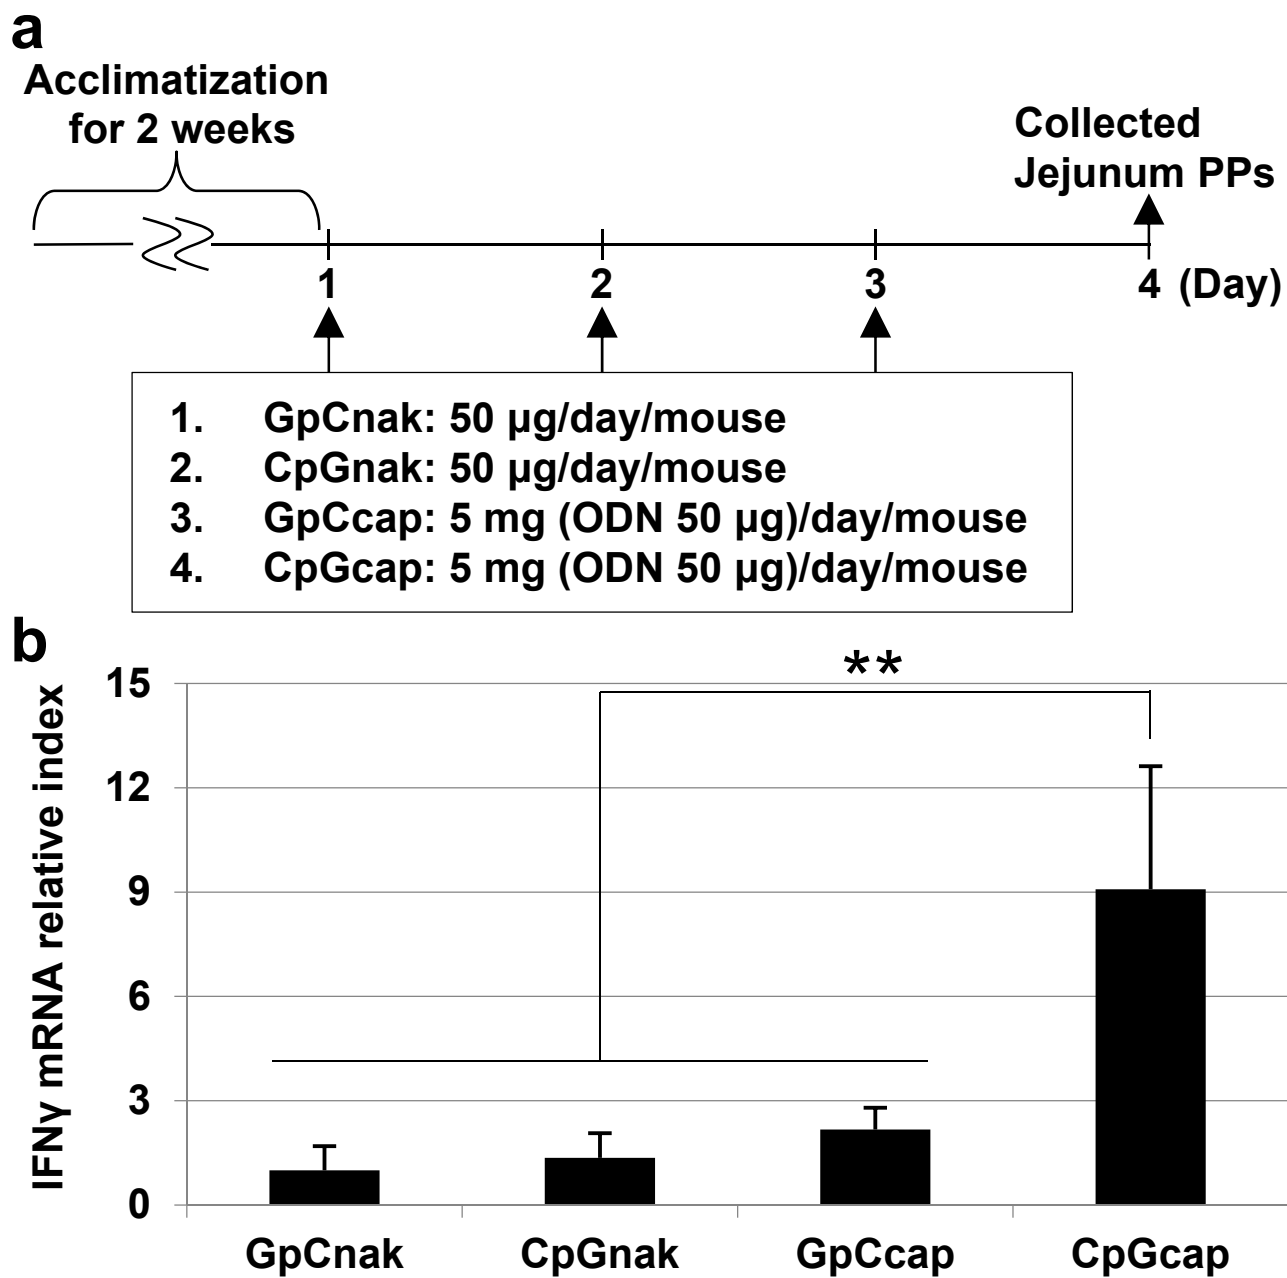 a
Acclimatization
for 2 weeks
Collected
Jejunum PPs
1 2 3 4 (Day)
1. GpCnak: 50 µg/day/mouse
2. CpGnak: 50 µg/day/mouse
3. GpCcap: 5 mg (ODN 50 µg)/day/mouse
4. CpGcap: 5 mg (ODN 50 µg)/day/mouse
b
IFNγ mRNA relative index
**
15
12
9
6
3
0
GpCnak CpGnak GpCcap CpGcap